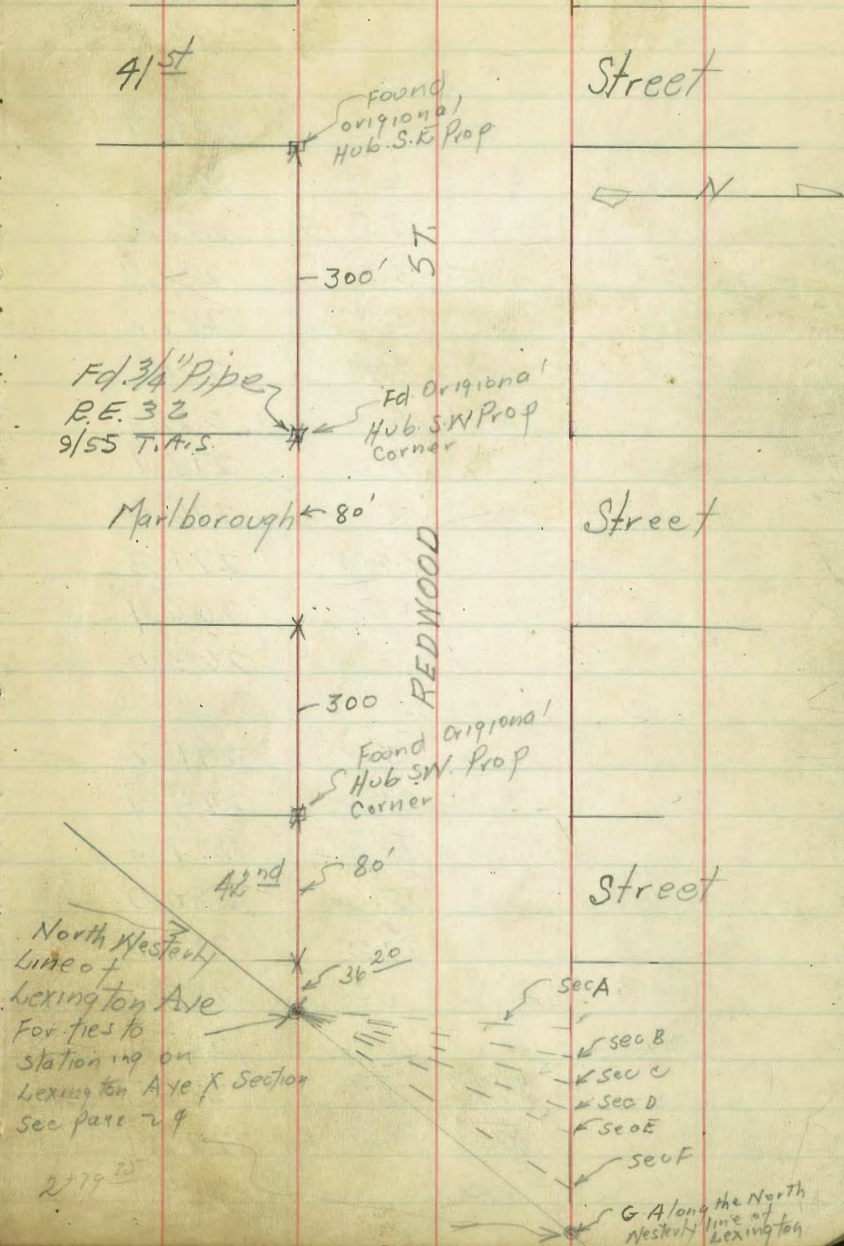 41st
Street
Found
origional
Hub. S.E Prop
N
ST.
300'
Fd. 3/4" Pipe
R.E. 32
9/55 T.A.S.
Fd Origional
Hub. S.W Prop
Corner
Marlborough
80'
Street
REDWOOD
300
Found Origional
Hub S.W. Prop
Corner
42nd
80'
Street
North Westerly
Line of
Lexington Ave
For ties to
stationing on
Lexington Ave X Section
see page
36 20
sec A
sec B
sec C
sec D
sec E
sec F
G Along the North
Westerly line of
Lexington
2+79 75